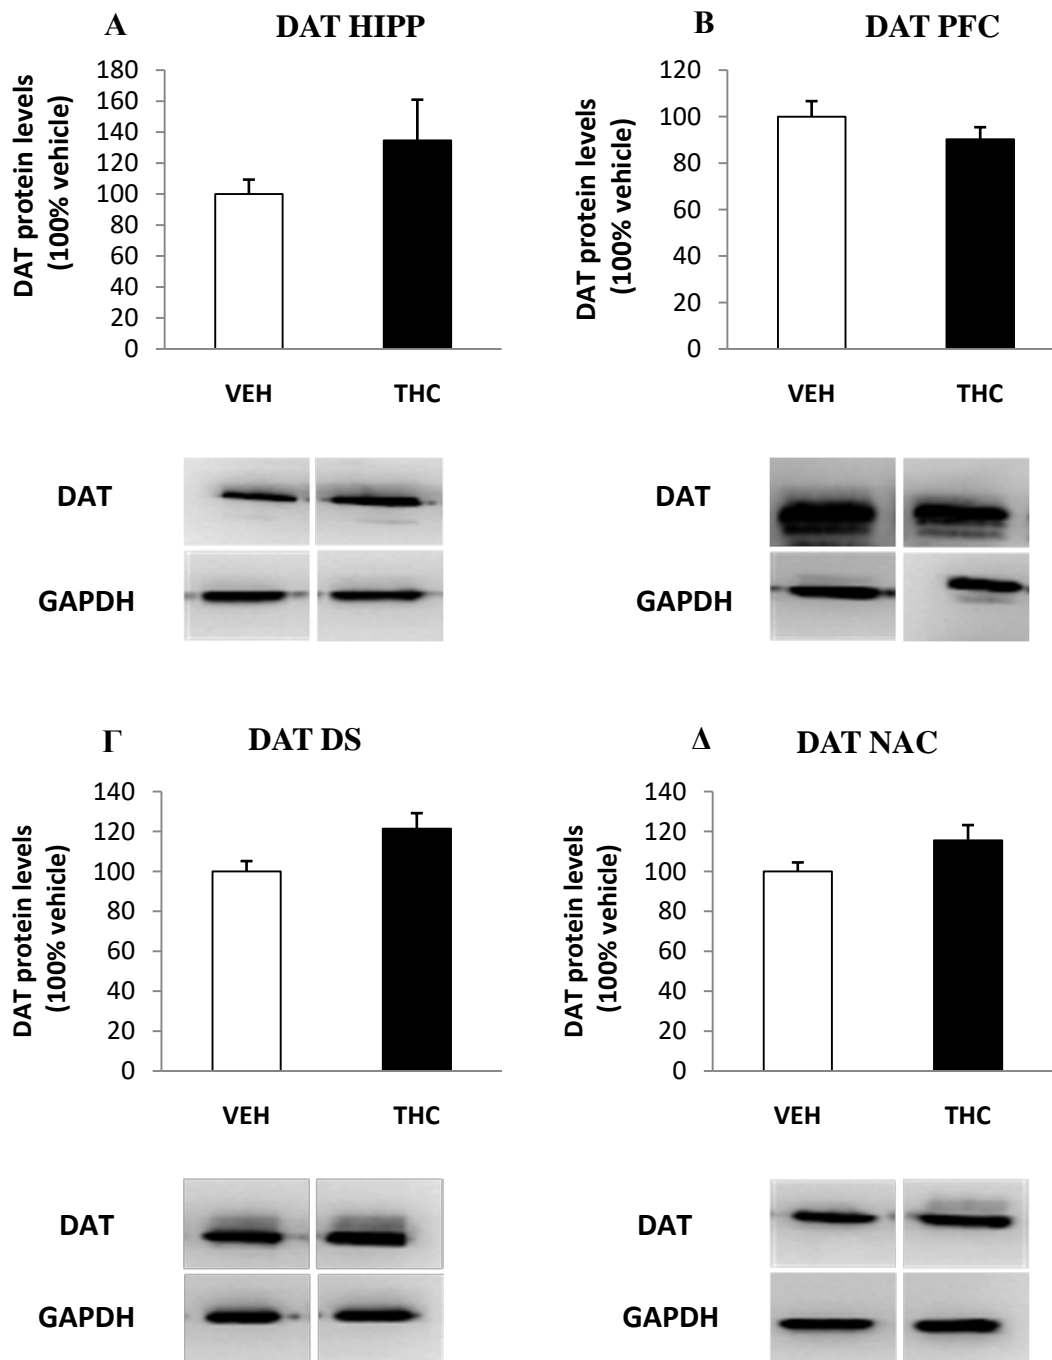 A
DAT HIPP
DAT protein levels
(100% vehicle)
180
160
140
120
100
80
60
40
20
0
VEH
THC
DAT
GAPDH
B
DAT PFC
DAT protein levels
(100% vehicle)
120
100
80
60
40
20
0
VEH
THC
DAT
GAPDH
Γ
DAT DS
DAT protein levels
(100% vehicle)
140
120
100
80
60
40
20
0
VEH
THC
DAT
GAPDH
Δ
DAT NAC
DAT protein levels
(100% vehicle)
140
120
100
80
60
40
20
0
VEH
THC
DAT
GAPDH